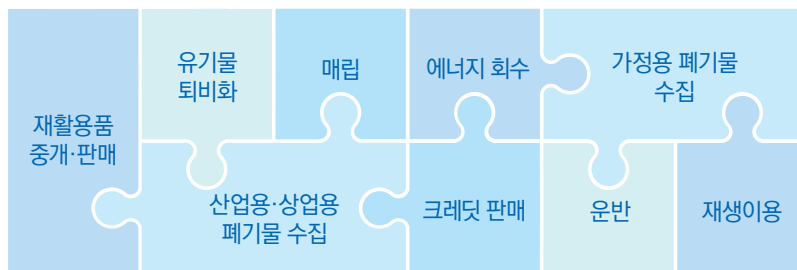 재활용품
중개·판매
유기물
퇴비화
매립
에너지 회수
가정용 폐기물
수집
산업용·상업용
폐기물 수집
크레딧 판매
운반
재생이용